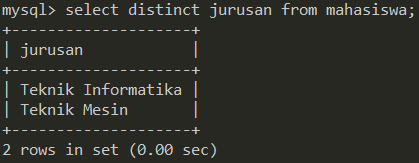 mysql> select distinct jurusan from mahasiswa;
+--------------------+
| jurusan            |
+--------------------+
| Teknik Informatika |
| Teknik Mesin       |
+--------------------+
2 rows in set (0.00 sec)